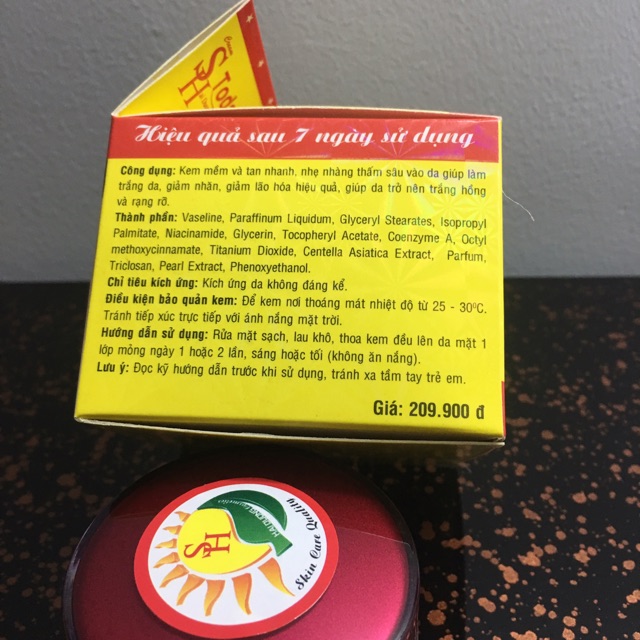 Cream
STop
H
Hiệu quả sau 7 ngày sử dụng
Công dụng: Kem mềm và tan nhanh, nhẹ nhàng thấm sâu vào da giúp làm
trắng da, giảm nhăn, giảm lão hóa hiệu quả, giúp da trở nên trắng hồng
và rạng rỡ.
Thành phần: Vaseline, Paraffinum Liquidum, Glyceryl Stearates, Isopropyl
Palmitate, Niacinamide, Glycerin, Tocopheryl Acetate, Coenzyme A, Octyl
methoxycinnamate, Titanium Dioxide, Centella Asiatica Extract, Parfum,
Triclosan, Pearl Extract, Phenoxyethanol.
Chỉ tiêu kích ứng: Kích ứng da không đáng kể.
Điều kiện bảo quản kem: Để kem nơi thoáng mát nhiệt độ từ 25 - 30⁰C.
Tránh tiếp xúc trực tiếp với ánh nắng mặt trời.
Hướng dẫn sử dụng: Rửa mặt sạch, lau khô, thoa kem đều lên da mặt 1
lớp mỏng ngày 1 hoặc 2 lần, sáng hoặc tối (không ăn nắng).
Lưu ý: Đọc kỹ hướng dẫn trước khi sử dụng, tránh xa tầm tay trẻ em.
Giá: 209.900 đ
SH
Skin Care Quality